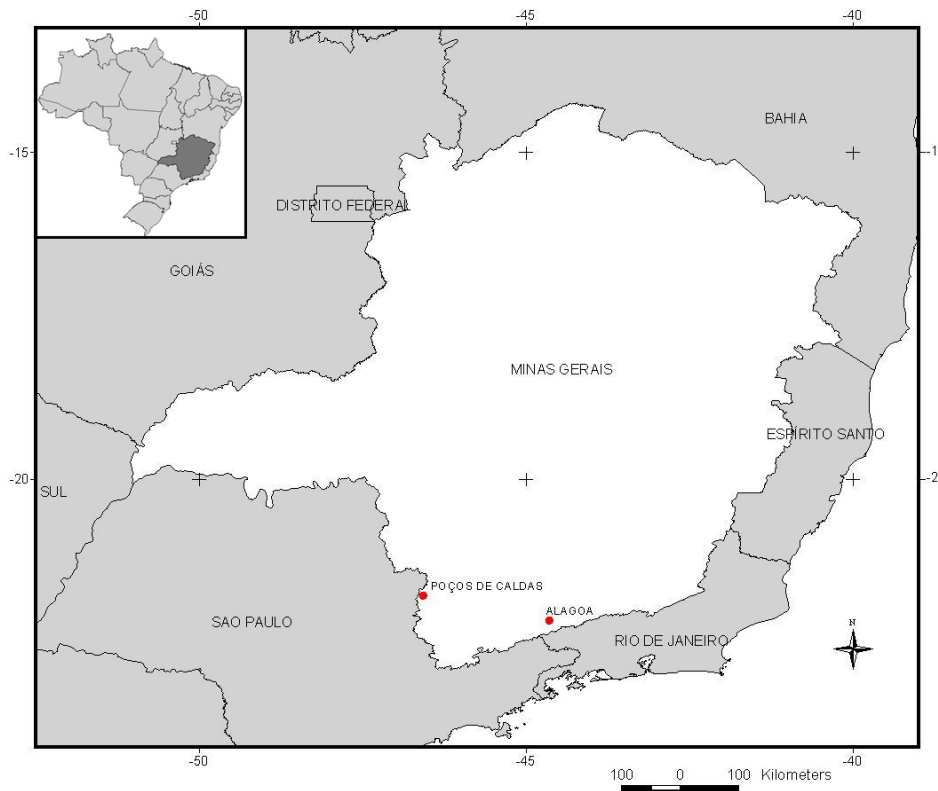 -50 -45 -40
BAHIA
-15 -1
DISTRITO FEDERAL
GOIÁS
MINAS GERAIS
ESPÍRITO SANTO
-20 -2
SUL
POÇOS DE CALDAS
ALAGOA
SAO PAULO
RIO DE JANEIRO
N
-50 -45 -40
100 0 100 Kilometers